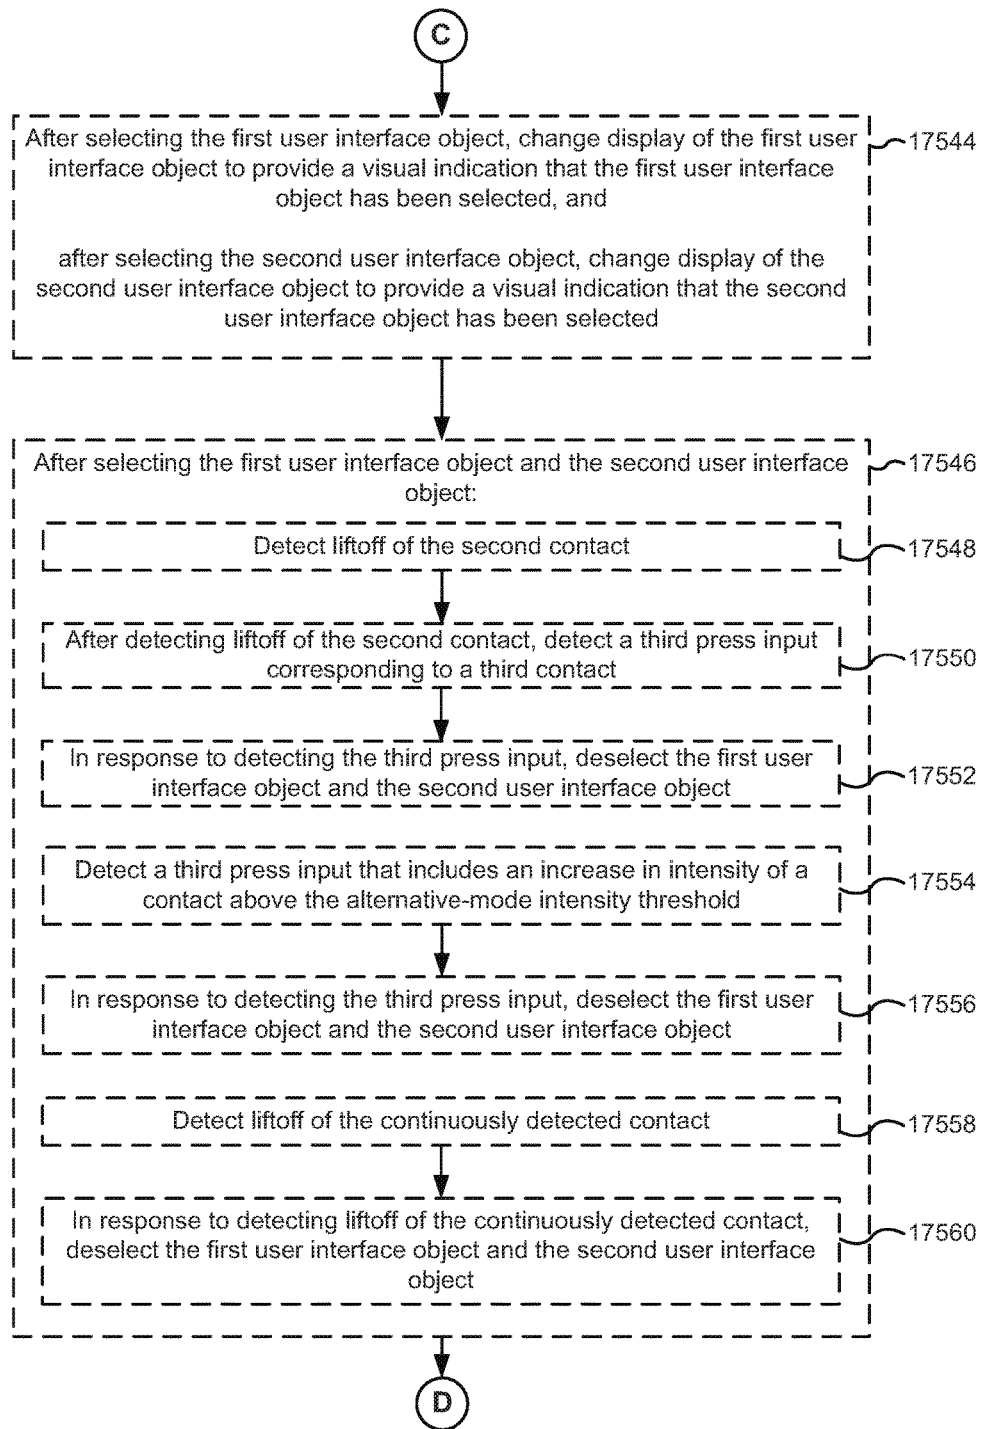 C
After selecting the first user interface object, change display of the first user
interface object to provide a visual indication that the first user interface
object has been selected, and
after selecting the second user interface object, change display of the
second user interface object to provide a visual indication that the second
user interface object has been selected
17544
After selecting the first user interface object and the second user interface
object:
17546
Detect liftoff of the second contact
17548
After detecting liftoff of the second contact, detect a third press input
corresponding to a third contact
17550
In response to detecting the third press input, deselect the first user
interface object and the second user interface object
17552
Detect a third press input that includes an increase in intensity of a
contact above the alternative-mode intensity threshold
17554
In response to detecting the third press input, deselect the first user
interface object and the second user interface object
17556
Detect liftoff of the continuously detected contact
17558
In response to detecting liftoff of the continuously detected contact,
deselect the first user interface object and the second user interface
object
17560
D